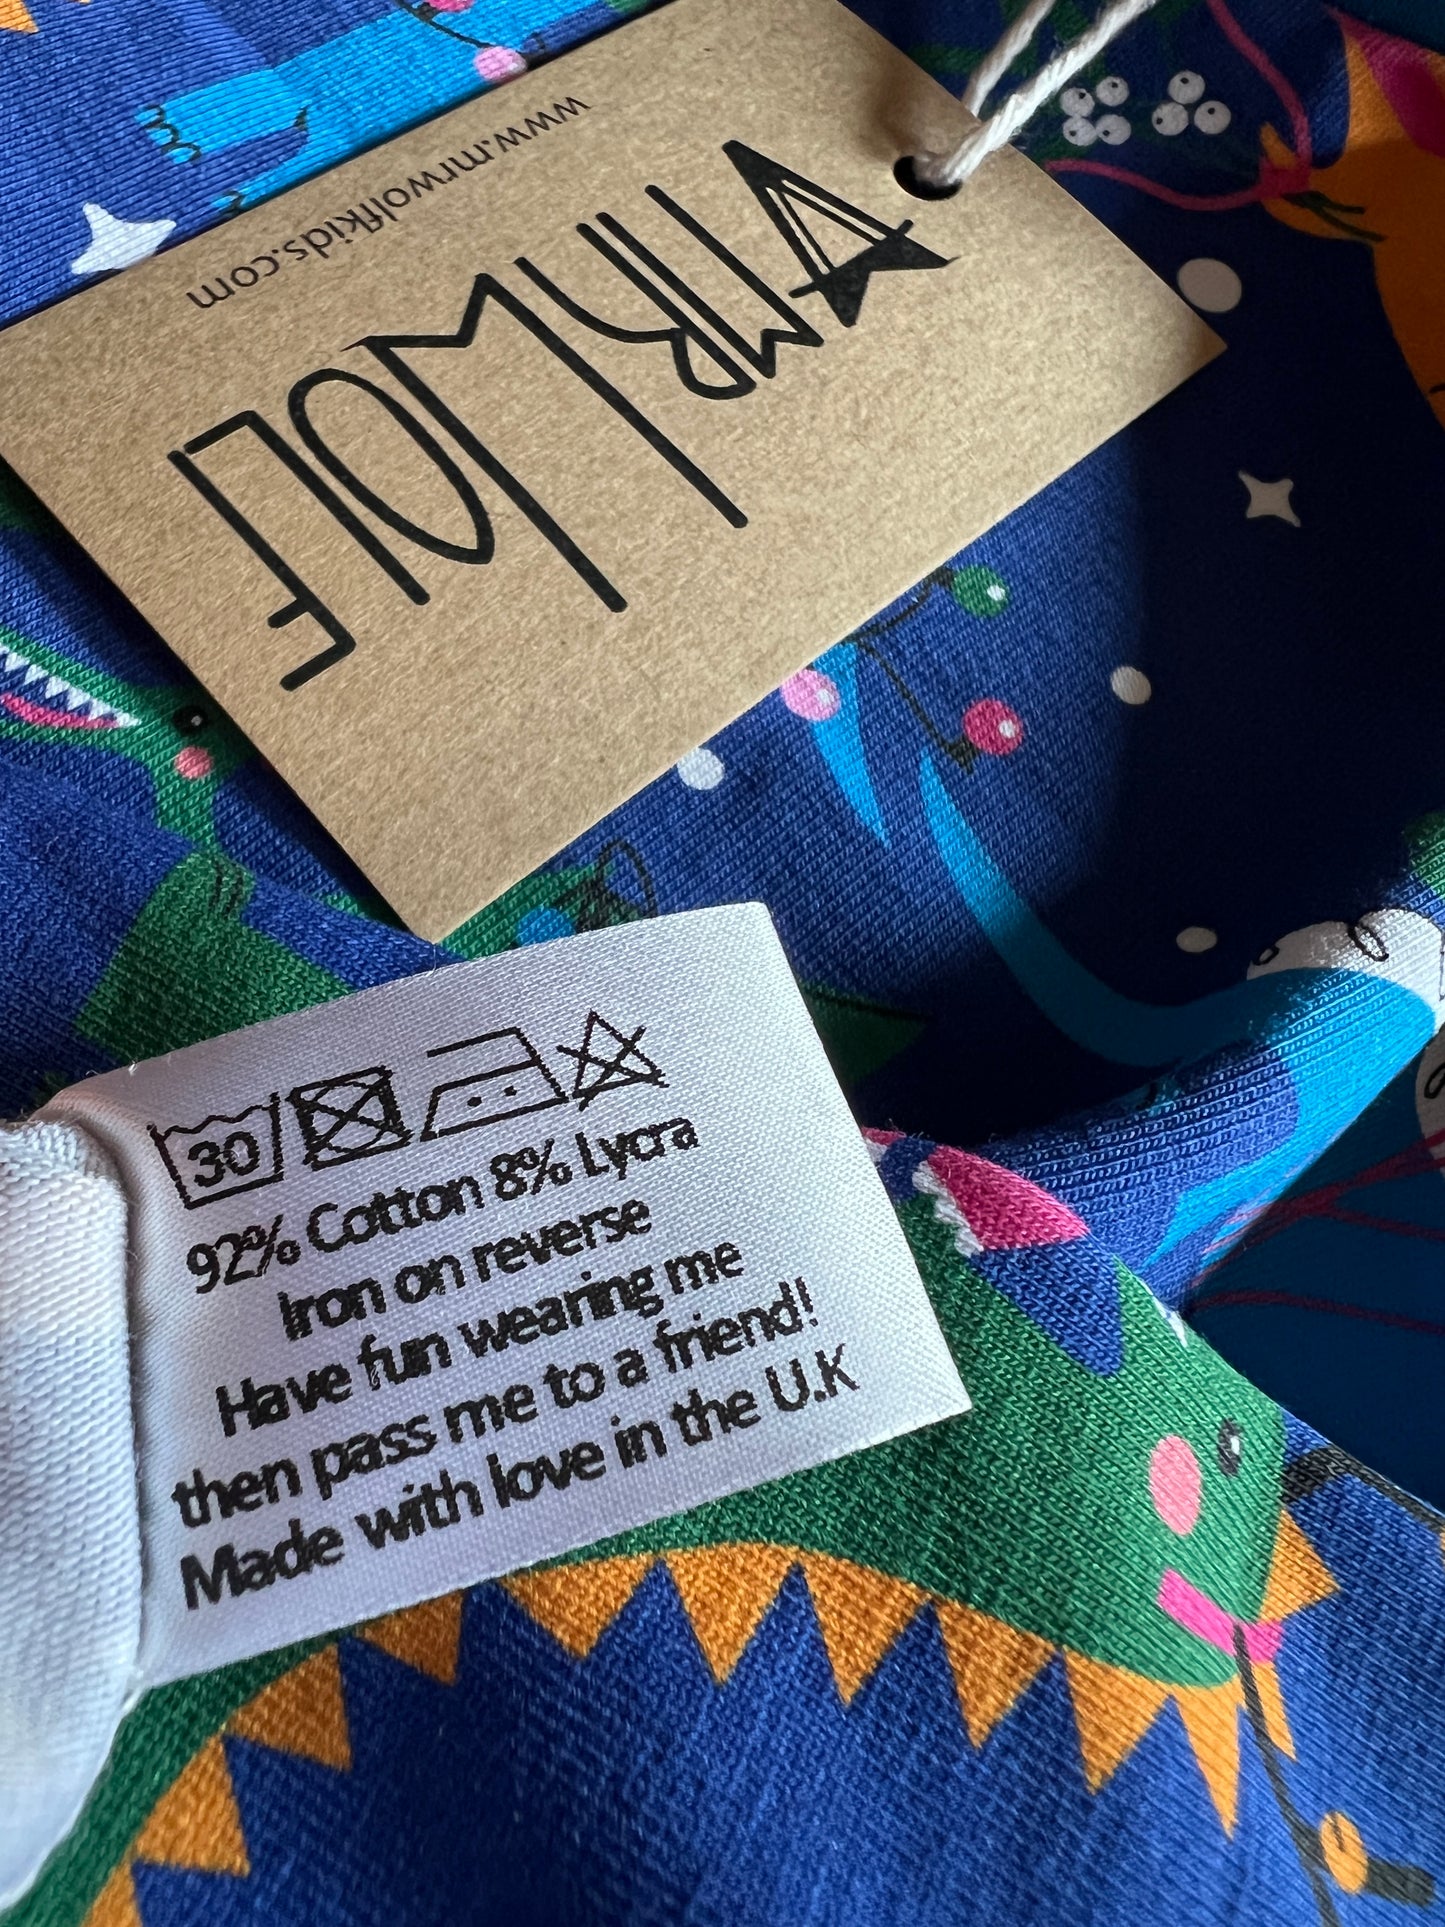 www.mrwolfkids.com
MR WOLF
30
92% Cotton 8% Lycra
Iron on reverse
Have fun wearing me
then pass me to a friend!
Made with love in the U.K